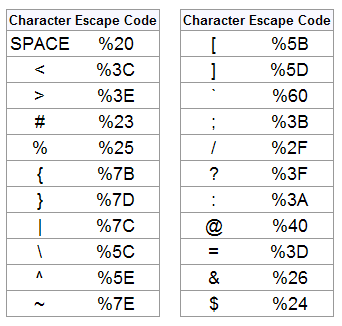 Character Escape Code
SPACE %20
< %3C
> %3E
# %23
% %25
{ %7B
} %7D
| %7C
\ %5C
^ %5E
~ %7E
Character Escape Code
[ %5B
] %5D
` %60
; %3B
/ %2F
? %3F
: %3A
@ %40
= %3D
& %26
$ %24